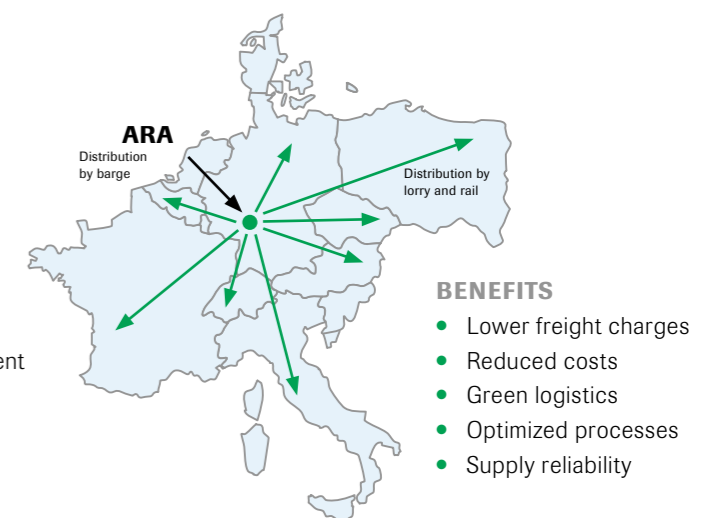 ARA
Distribution
by barge
Distribution by
lorry and rail
BENEFITS
• Lower freight charges
• Reduced costs
• Green logistics
• Optimized processes
• Supply reliability
ent